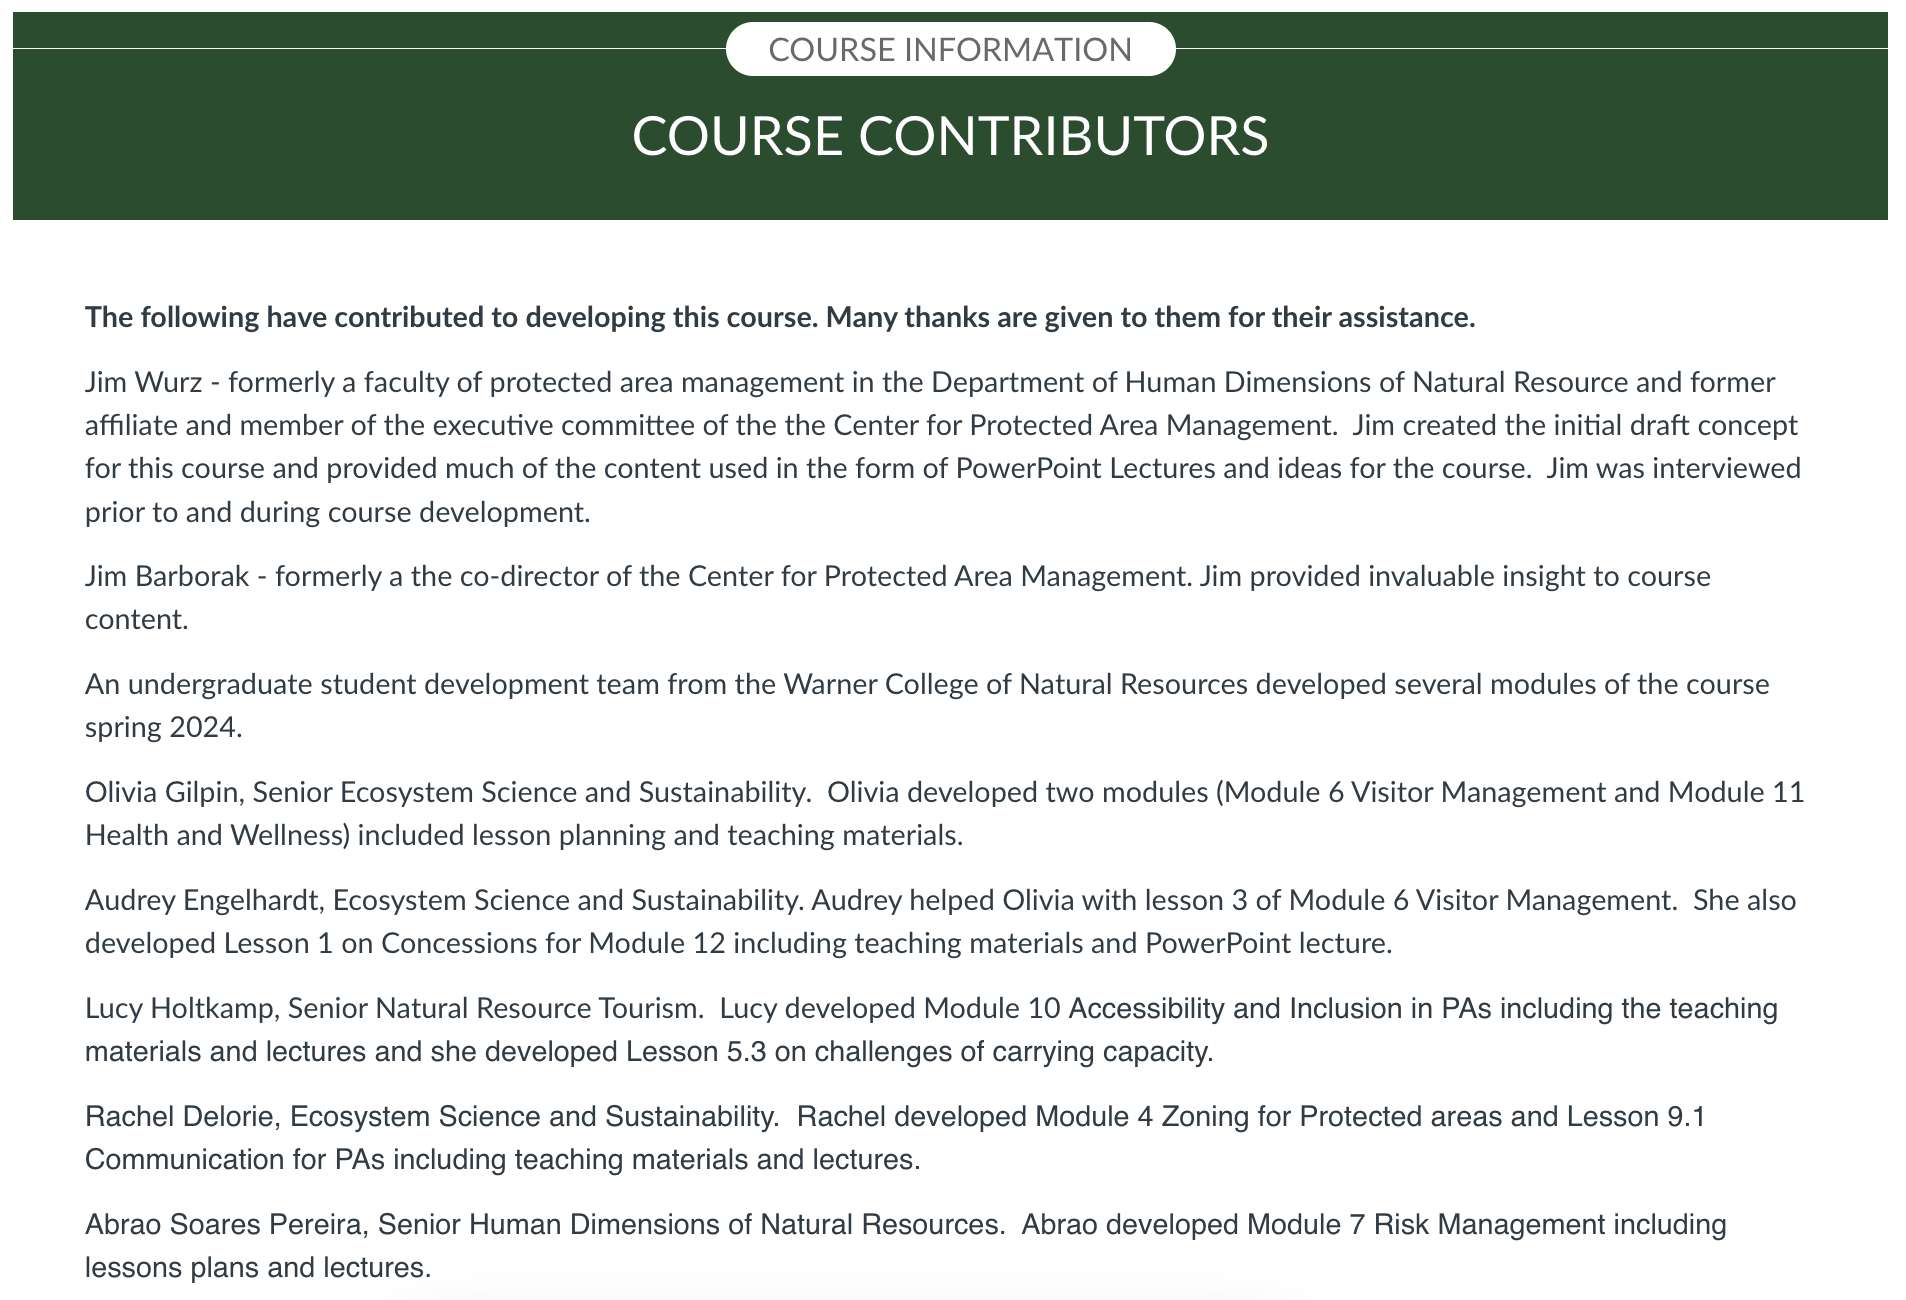 COURSE INFORMATION
COURSE CONTRIBUTORS
The following have contributed to developing this course. Many thanks are given to them for their assistance.
Jim Wurz - formerly a faculty of protected area management in the Department of Human Dimensions of Natural Resource and former
affiliate and member of the executive committee of the the Center for Protected Area Management.  Jim created the initial draft concept
for this course and provided much of the content used in the form of PowerPoint Lectures and ideas for the course.  Jim was interviewed
prior to and during course development.
Jim Barborak - formerly a the co-director of the Center for Protected Area Management. Jim provided invaluable insight to course
content.
An undergraduate student development team from the Warner College of Natural Resources developed several modules of the course
spring 2024.
Olivia Gilpin, Senior Ecosystem Science and Sustainability.  Olivia developed two modules (Module 6 Visitor Management and Module 11
Health and Wellness) included lesson planning and teaching materials.
Audrey Engelhardt, Ecosystem Science and Sustainability. Audrey helped Olivia with lesson 3 of Module 6 Visitor Management.  She also
developed Lesson 1 on Concessions for Module 12 including teaching materials and PowerPoint lecture.
Lucy Holtkamp, Senior Natural Resource Tourism.  Lucy developed Module 10 Accessibility and Inclusion in PAs including the teaching
materials and lectures and she developed Lesson 5.3 on challenges of carrying capacity.
Rachel Delorie, Ecosystem Science and Sustainability.  Rachel developed Module 4 Zoning for Protected areas and Lesson 9.1
Communication for PAs including teaching materials and lectures.
Abrao Soares Pereira, Senior Human Dimensions of Natural Resources.  Abrao developed Module 7 Risk Management including
lessons plans and lectures.